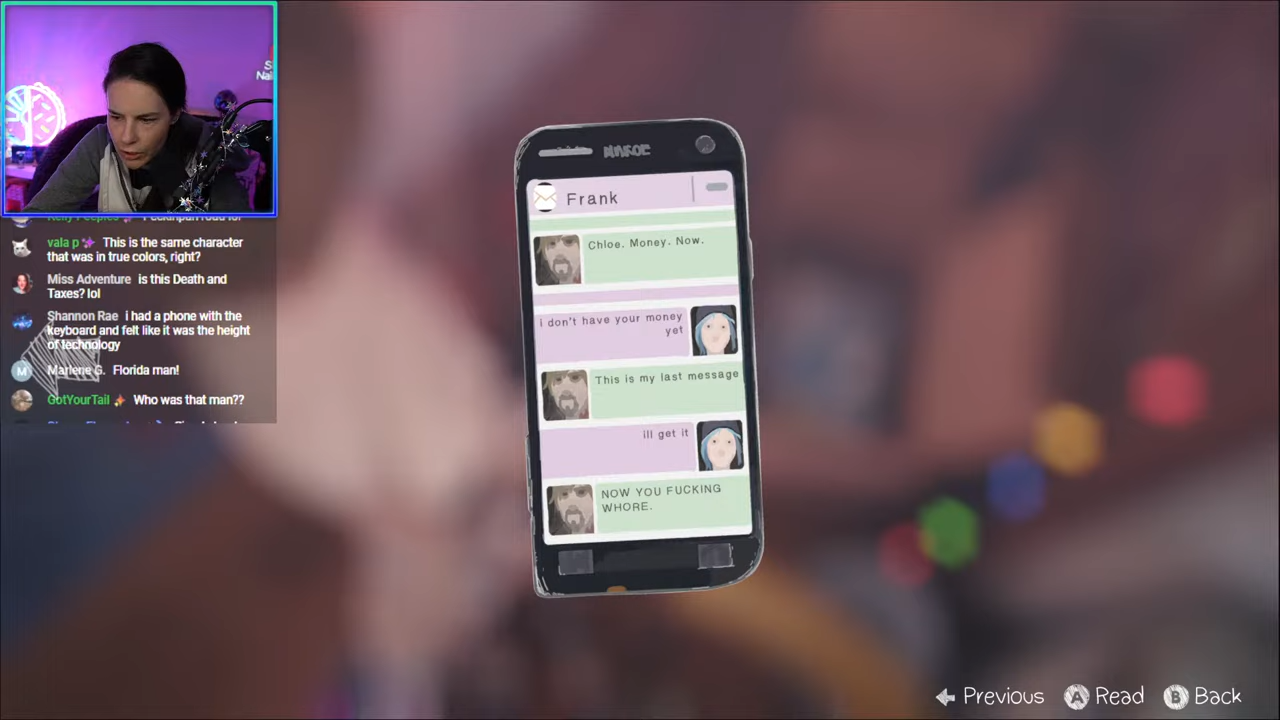 Frank
Chloe. Money. Now.
i don't have your money
yet
This is my last message
ill get it
NOW YOU FUCKING
WHORE.
vala p This is the same character
that was in true colors, right?
Miss Adventure is this Death and
Taxes? lol
Shannon Rae i had a phone with the
keyboard and felt like it was the height
of technology
Marlene G. Florida man!
GotYourTail Who was that man??
Previous
A Read
B Back